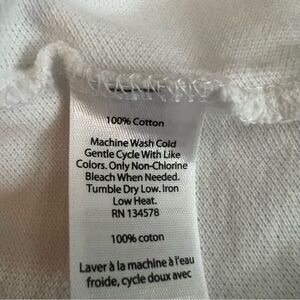 100% Cotton
Machine Wash Cold
Gentle Cycle With Like
Colors. Only Non-Chlorine
Bleach When Needed.
Tumble Dry Low. Iron
Low Heat.
RN 134578
100% coton
Laver à la machine à l'eau
froide, cycle doux avec